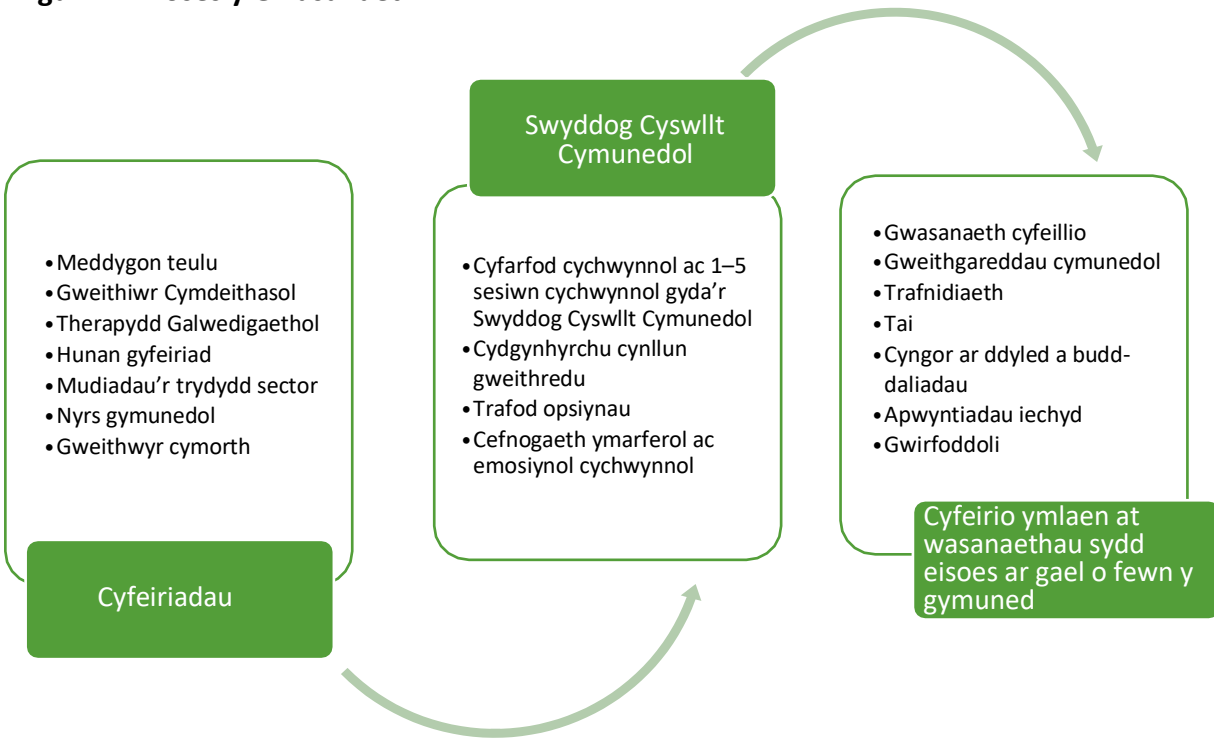 Cyfeiriadau
•Meddygon teulu
•Gweithiwr Cymdeithasol
•Therapydd Galwedigaethol
•Hunan gyfeiriad
•Mudiadau'r trydydd sector
•Nyrs gymunedol
•Gweithwyr cymorth
Swyddog Cyswllt
Cymunedol
•Cyfarfod cychwynnol ac 1–5
sesiwn cychwynnol gyda'r
Swyddog Cyswllt Cymunedol
•Cydgynhyrchu cynllun
gweithredu
•Trafod opsiynau
•Cefnogaeth ymarferol ac
emosiynol cychwynnol
•Gwasanaeth cyfeillio
•Gweithgareddau cymunedol
•Trafnidiaeth
•Tai
•Cyngor ar ddyled a budd-
daliadau
•Apwyntiadau iechyd
•Gwirfoddoli
Cyfeirio ymlaen at
wasanaethau sydd
eisoes ar gael o fewn y
gymuned